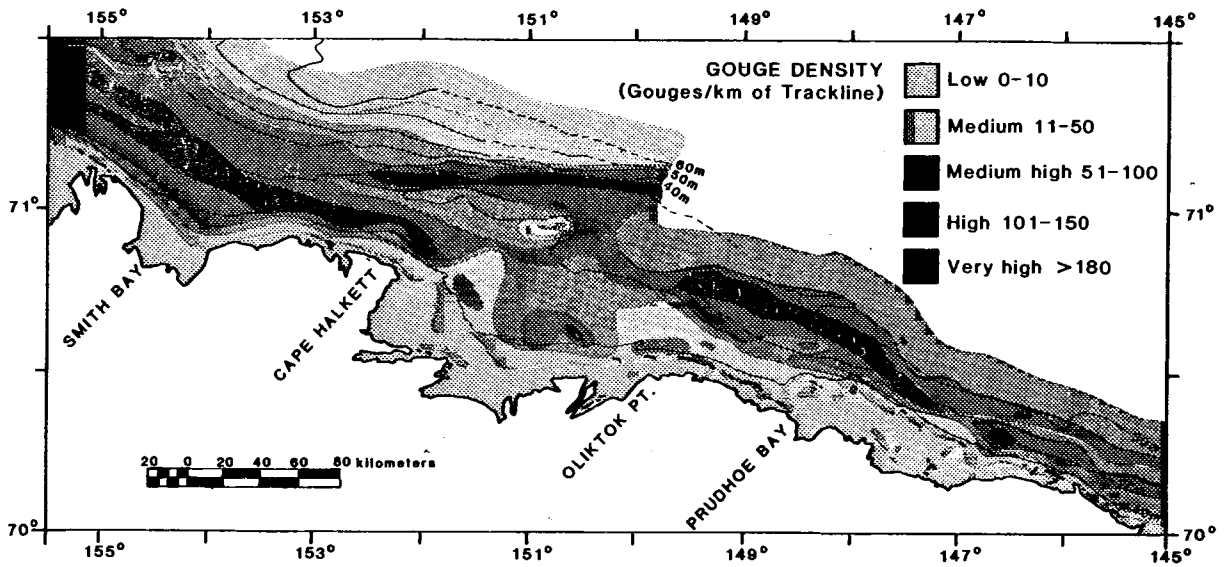 155° 153° 151° 149° 147° 145°
GOUGE DENSITY
(Gouges/km of Trackline)
Low 0-10
Medium 11-50
Medium high 51-100
High 101-150
Very high >180
60m
50m
40m
71° 71°
SMITH BAY
CAPE HALKETT
OLIKTOK PT.
PRUDHOE BAY
20 0 20 40 60 80 kilometers
70° 70°
155° 153° 151° 149° 147° 145°